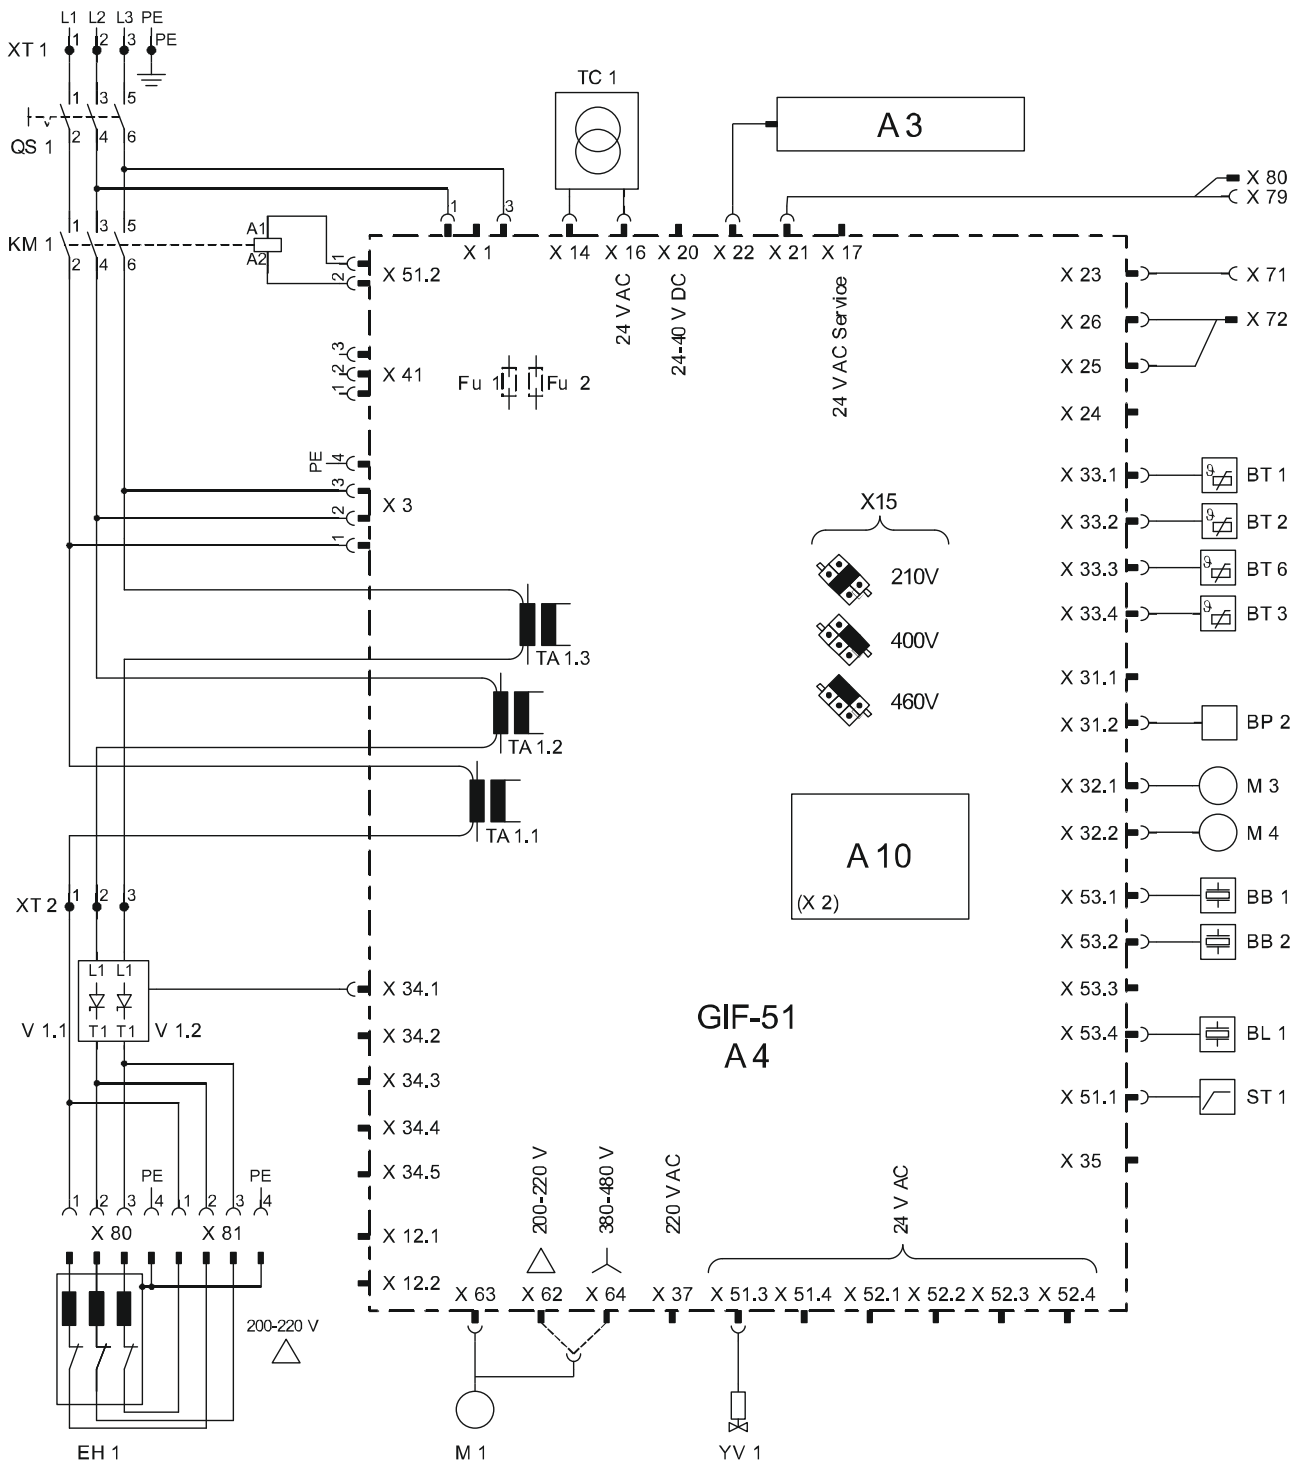 L1 L2 L3 PE
XT 1 1 2 3 PE
TC 1
A 3
1 3 5
QS 1 2 4 6
X 80
X 79
1 3
1 3 5
KM 1
2 4 6
A1
A2
1
2
X 51.2
X 1 X 14 X 16 X 20 X 22 X 21 X 17
24 V AC
24-40 V DC
24 V AC Service
X 23 X 71
X 26 X 72
X 25
X 24
3
2
1
X 41
Fu 1 Fu 2
PE 4
3
2
1
X 3
X 33.1 BT 1
X 33.2 BT 2
X 33.3 BT 6
X 33.4 BT 3
ϑ
ϑ
ϑ
ϑ
X15
210V
400V
460V
TA 1.3
TA 1.2
TA 1.1
X 31.1
X 31.2 BP 2
X 32.1 M 3
X 32.2 M 4
A 10
(X 2)
X 53.1 BB 1
X 53.2 BB 2
X 53.3
X 53.4 BL 1
X 51.1 ST 1
X 35
XT 2 1 2 3
L1 L1
V 1.1 T1 T1 V 1.2
X 34.1
X 34.2
X 34.3
X 34.4
X 34.5
X 12.1
X 12.2
GIF-51
A 4
PE PE
1 2 3 4 1 2 3 4
X 80 X 81
200-220 V
380-480 V
220 V AC
24 V AC
X 63 X 62 X 64 X 37 X 51.3 X 51.4 X 52.1 X 52.2 X 52.3 X 52.4
200-220 V
EH 1
M 1
YV 1